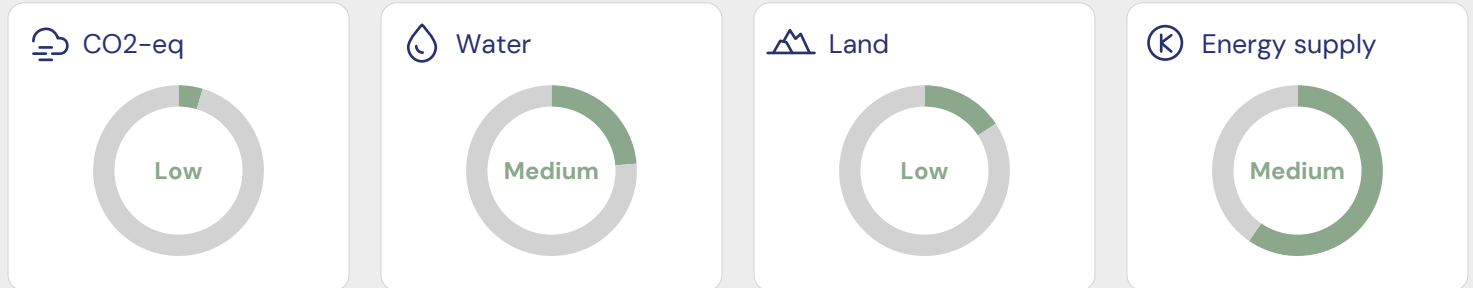 CO2-eq
Low
Water
Medium
Land
Low
Energy supply
Medium